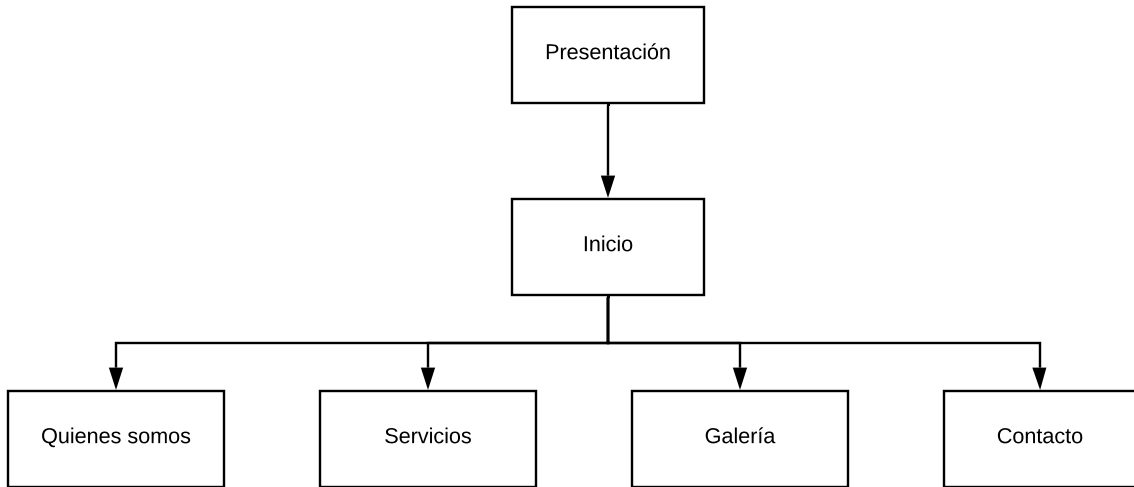 Presentación
Inicio
Quienes somos
Servicios
Galería
Contacto